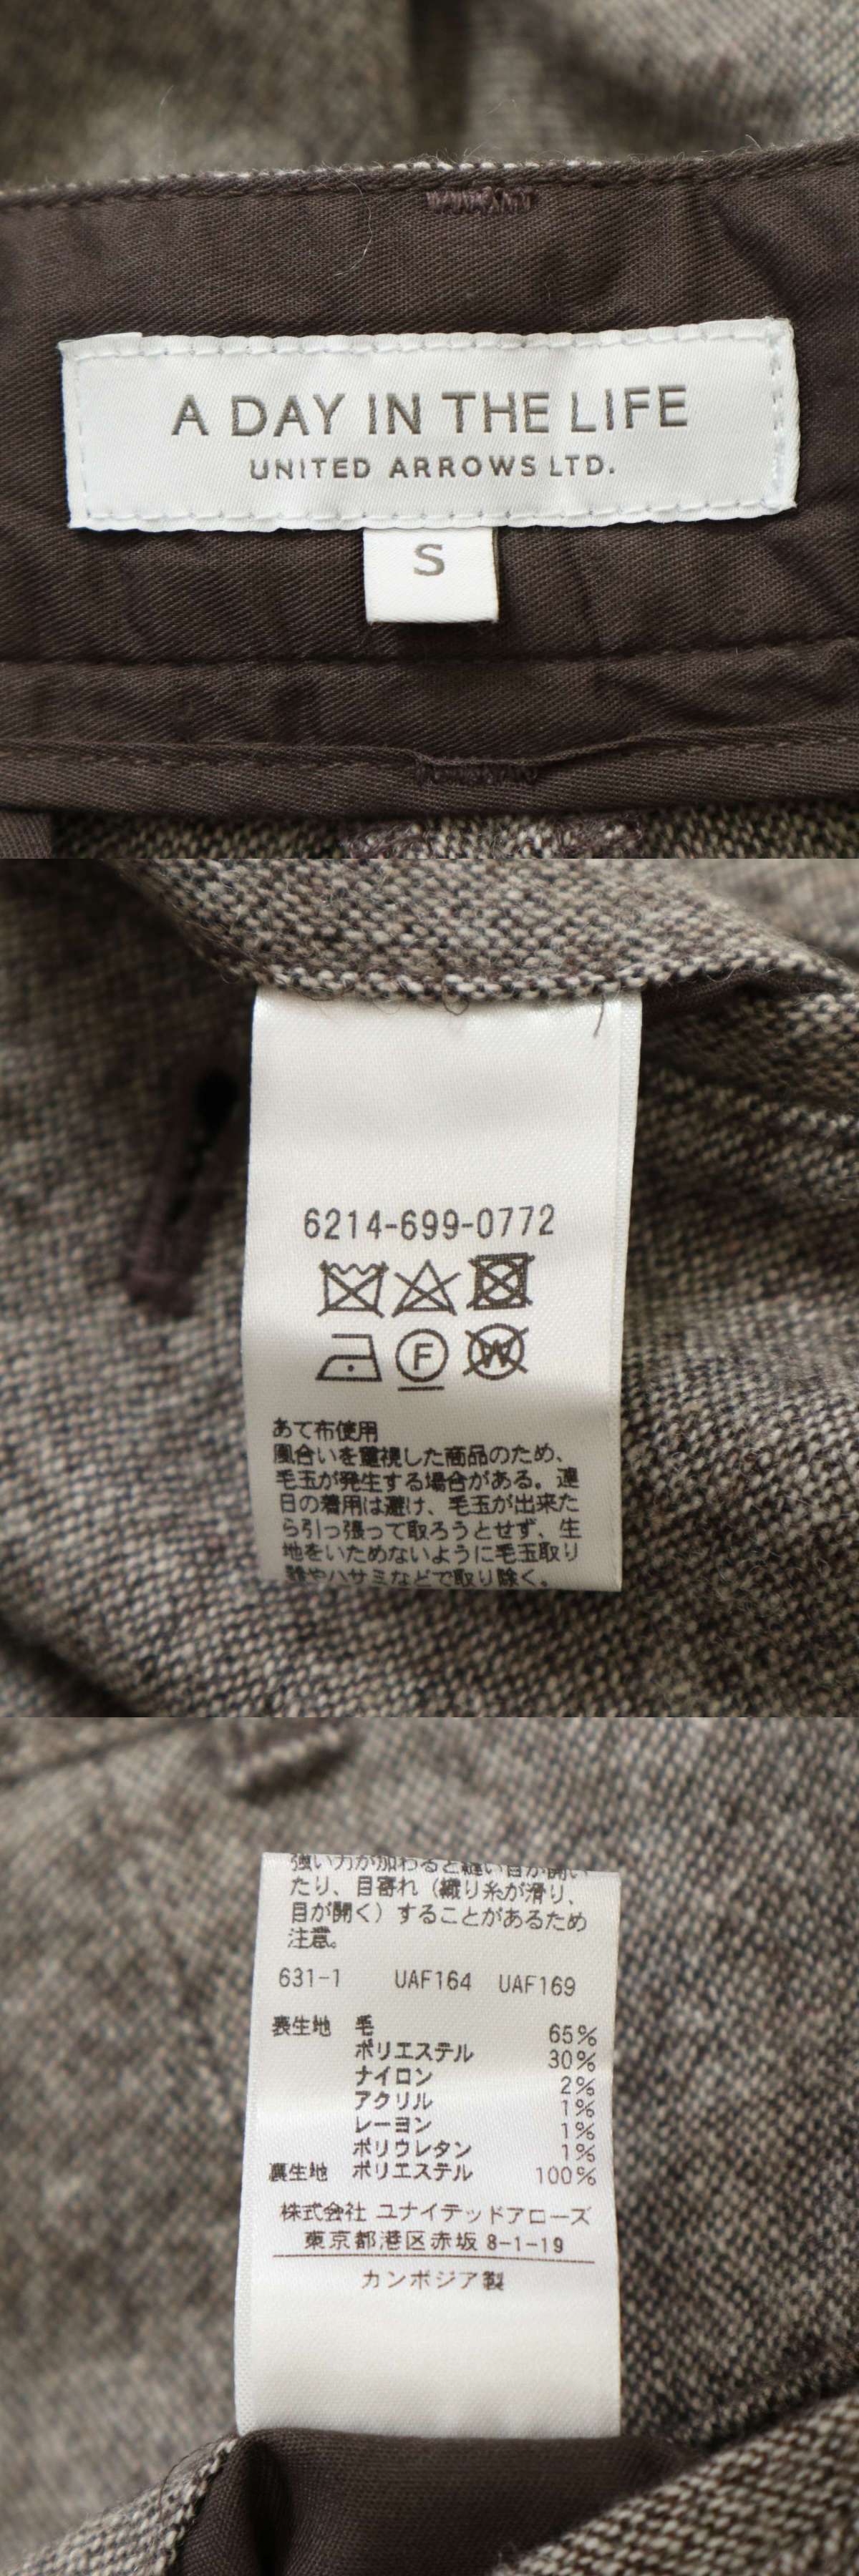 A DAY IN THE LIFE
UNITED ARROWS LTD.
S
6214-699-0772
F
W
あて布使用
風合いを重視した商品のため、
毛玉が発生する場合がある。連
日の着用は避け、毛玉が出来た
ら引っ張って取ろうとせず、生
地をいためないように毛玉取り
器やハサミなどで取り除く。
強い力が加わると縫い目が開い
たり、目寄れ（織り糸が滑り、
目が開く）することがあるため
注意。
631-1 UAF164 UAF169
表生地 毛 65%
ポリエステル 30%
ナイロン 2%
アクリル 1%
レーヨン 1%
ポリウレタン 1%
裏生地 ポリエステル 100%
株式会社 ユナイテッドアローズ
東京都港区赤坂 8-1-19
カンボジア製